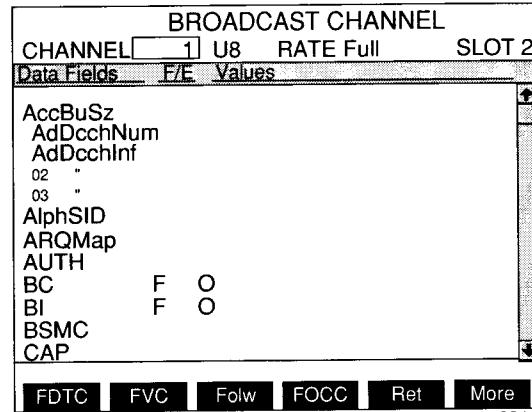 BROADCAST CHANNEL
CHANNEL 1 U8 RATE Full SLOT 2
Data Fields F/E Values
AccBuSz
AdDcchNum
AdDcchInf
02 "
03 "
AlphSID
ARQMap
AUTH
BC F O
BI F O
BSMC
CAP
FDTC FVC Folw FOCC Ret More